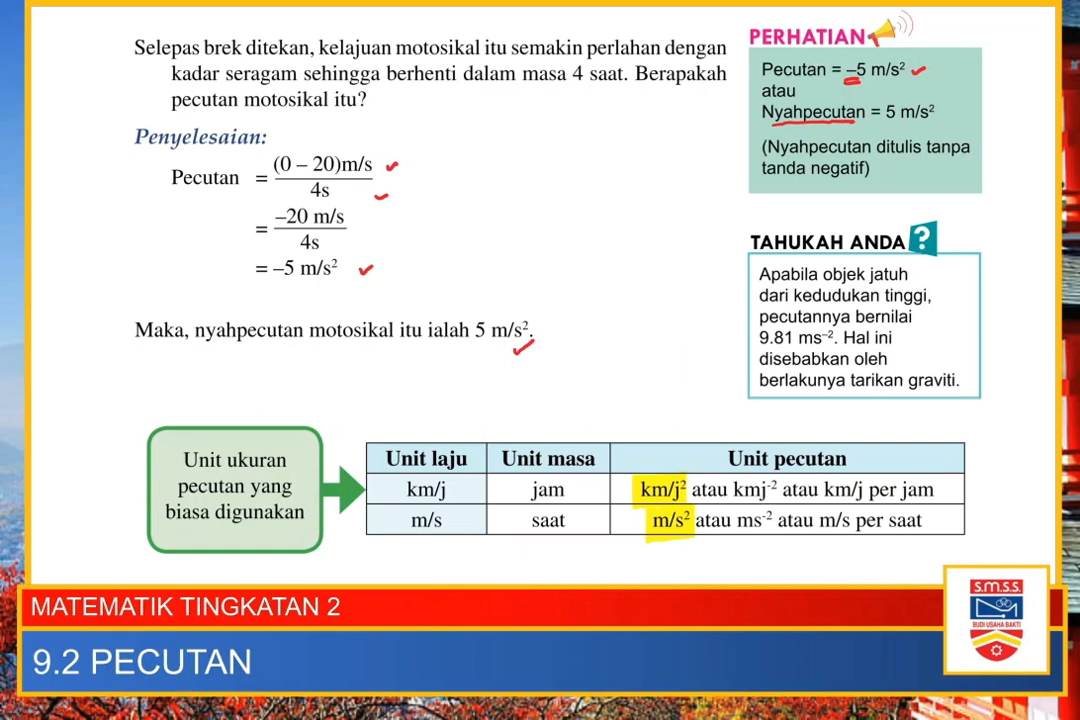 Selepas brek ditekan, kelajuan motosikal itu semakin perlahan dengan
kadar seragam sehingga berhenti dalam masa 4 saat. Berapakah
pecutan motosikal itu?
Penyelesaian:
Pecutan = (0 – 20)m/s
4s
= –20 m/s
4s
= –5 m/s²
Maka, nyahpecutan motosikal itu ialah 5 m/s².
PERHATIAN
Pecutan = –5 m/s²
atau
Nyahpecutan = 5 m/s²
(Nyahpecutan ditulis tanpa
tanda negatif)
TAHUKAH ANDA ?
Apabila objek jatuh
dari kedudukan tinggi,
pecutannya bernilai
9.81 ms⁻². Hal ini
disebabkan oleh
berlakunya tarikan graviti.
Unit ukuran
pecutan yang
biasa digunakan
Unit laju Unit masa Unit pecutan
km/j jam km/j² atau kmj⁻² atau km/j per jam
m/s saat m/s² atau ms⁻² atau m/s per saat
MATEMATIK TINGKATAN 2
9.2 PECUTAN
S.M.S.S.
BUDI USAHA BAKTI